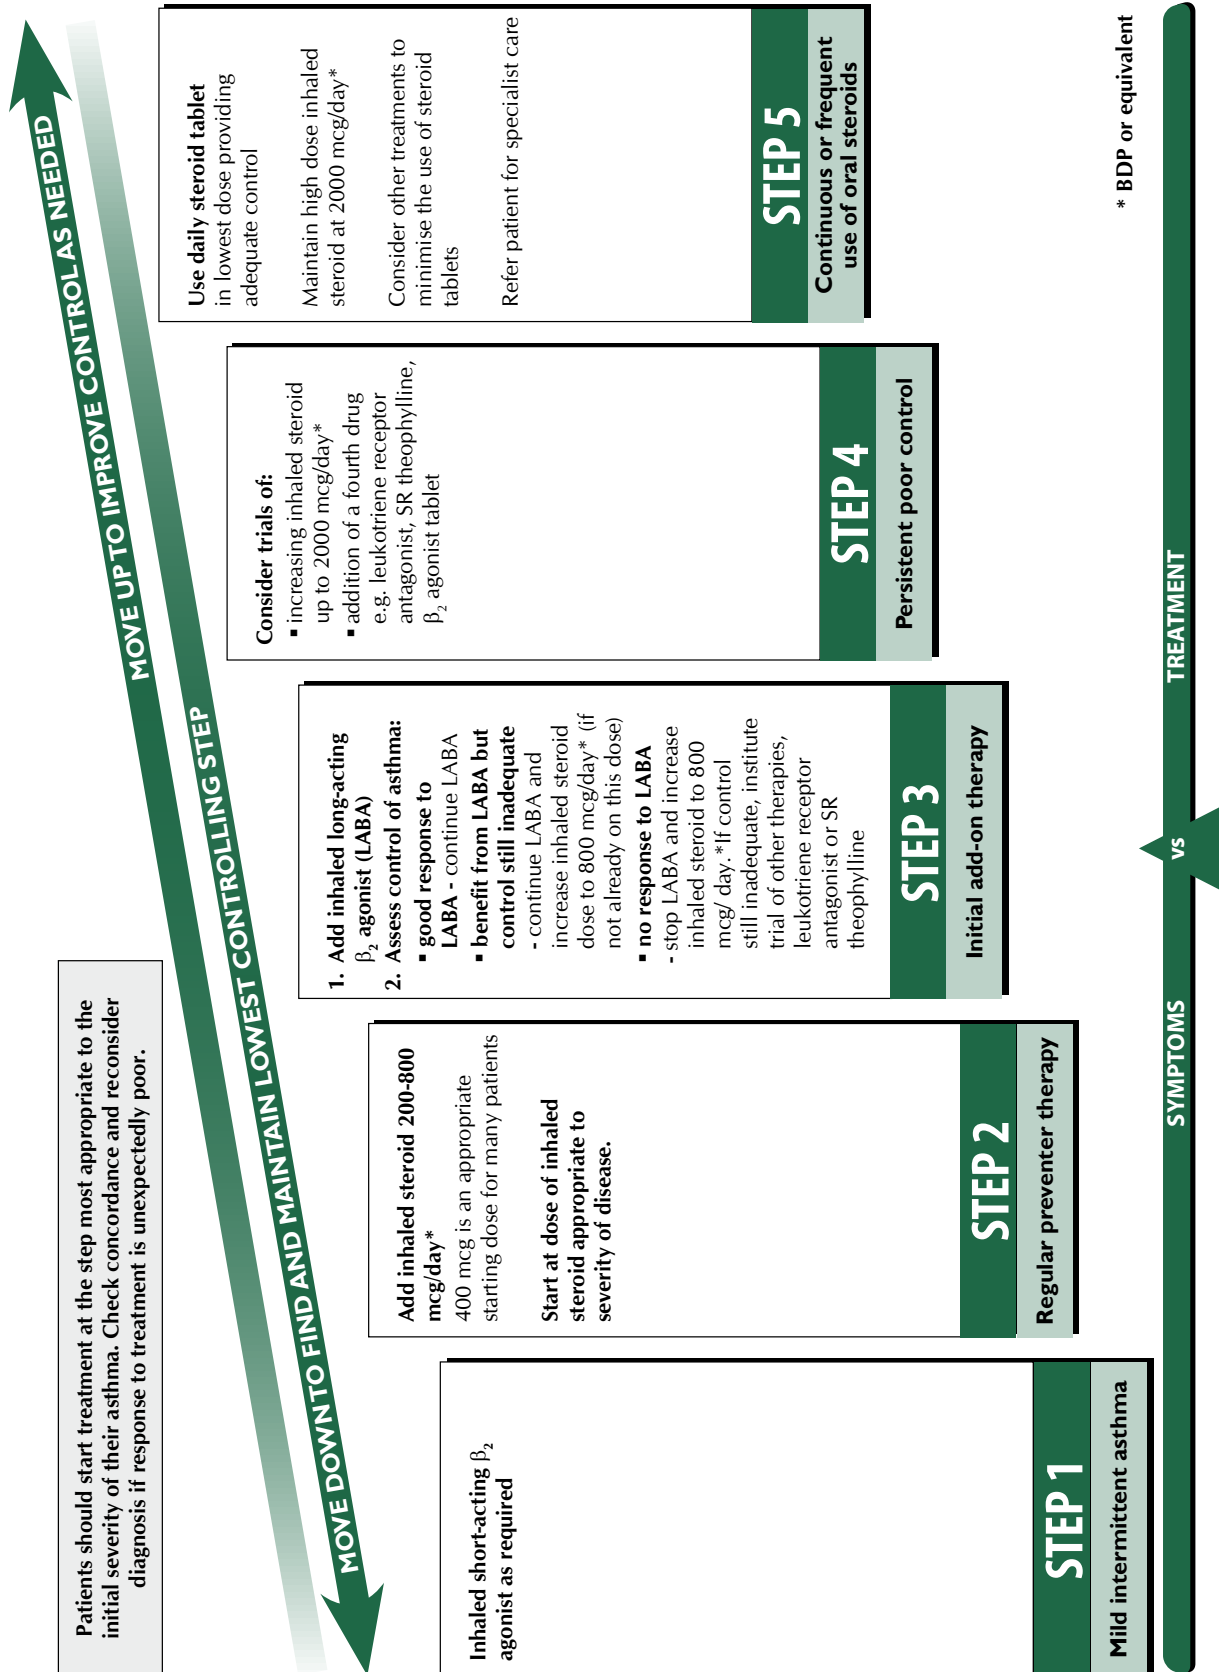 Patients should start treatment at the step most appropriate to the
initial severity of their asthma. Check concordance and reconsider
diagnosis if response to treatment is unexpectedly poor.
MOVE UP TO IMPROVE CONTROL AS NEEDED
MOVE DOWN TO FIND AND MAINTAIN LOWEST CONTROLLING STEP
Inhaled short-acting β₂
agonist as required
STEP 1
Mild intermittent asthma
Add inhaled steroid 200-800
mcg/day*
400 mcg is an appropriate
starting dose for many patients
Start at dose of inhaled
steroid appropriate to
severity of disease.
STEP 2
Regular preventer therapy
1. Add inhaled long-acting
β₂ agonist (LABA)
2. Assess control of asthma:
▪ good response to
LABA - continue LABA
▪ benefit from LABA but
control still inadequate
- continue LABA and
increase inhaled steroid
dose to 800 mcg/day* (if
not already on this dose)
▪ no response to LABA
- stop LABA and increase
inhaled steroid to 800
mcg/ day.*If control
still inadequate, institute
trial of other therapies,
leukotriene receptor
antagonist or SR
theophylline
STEP 3
Initial add-on therapy
Consider trials of:
▪ increasing inhaled steroid
up to 2000 mcg/day*
▪ addition of a fourth drug
e.g. leukotriene receptor
antagonist, SR theophylline,
β₂ agonist tablet
STEP 4
Persistent poor control
Use daily steroid tablet
in lowest dose providing
adequate control
Maintain high dose inhaled
steroid at 2000 mcg/day*
Consider other treatments to
minimise the use of steroid
tablets
Refer patient for specialist care
STEP 5
Continuous or frequent
use of oral steroids
* BDP or equivalent
SYMPTOMS vs TREATMENT